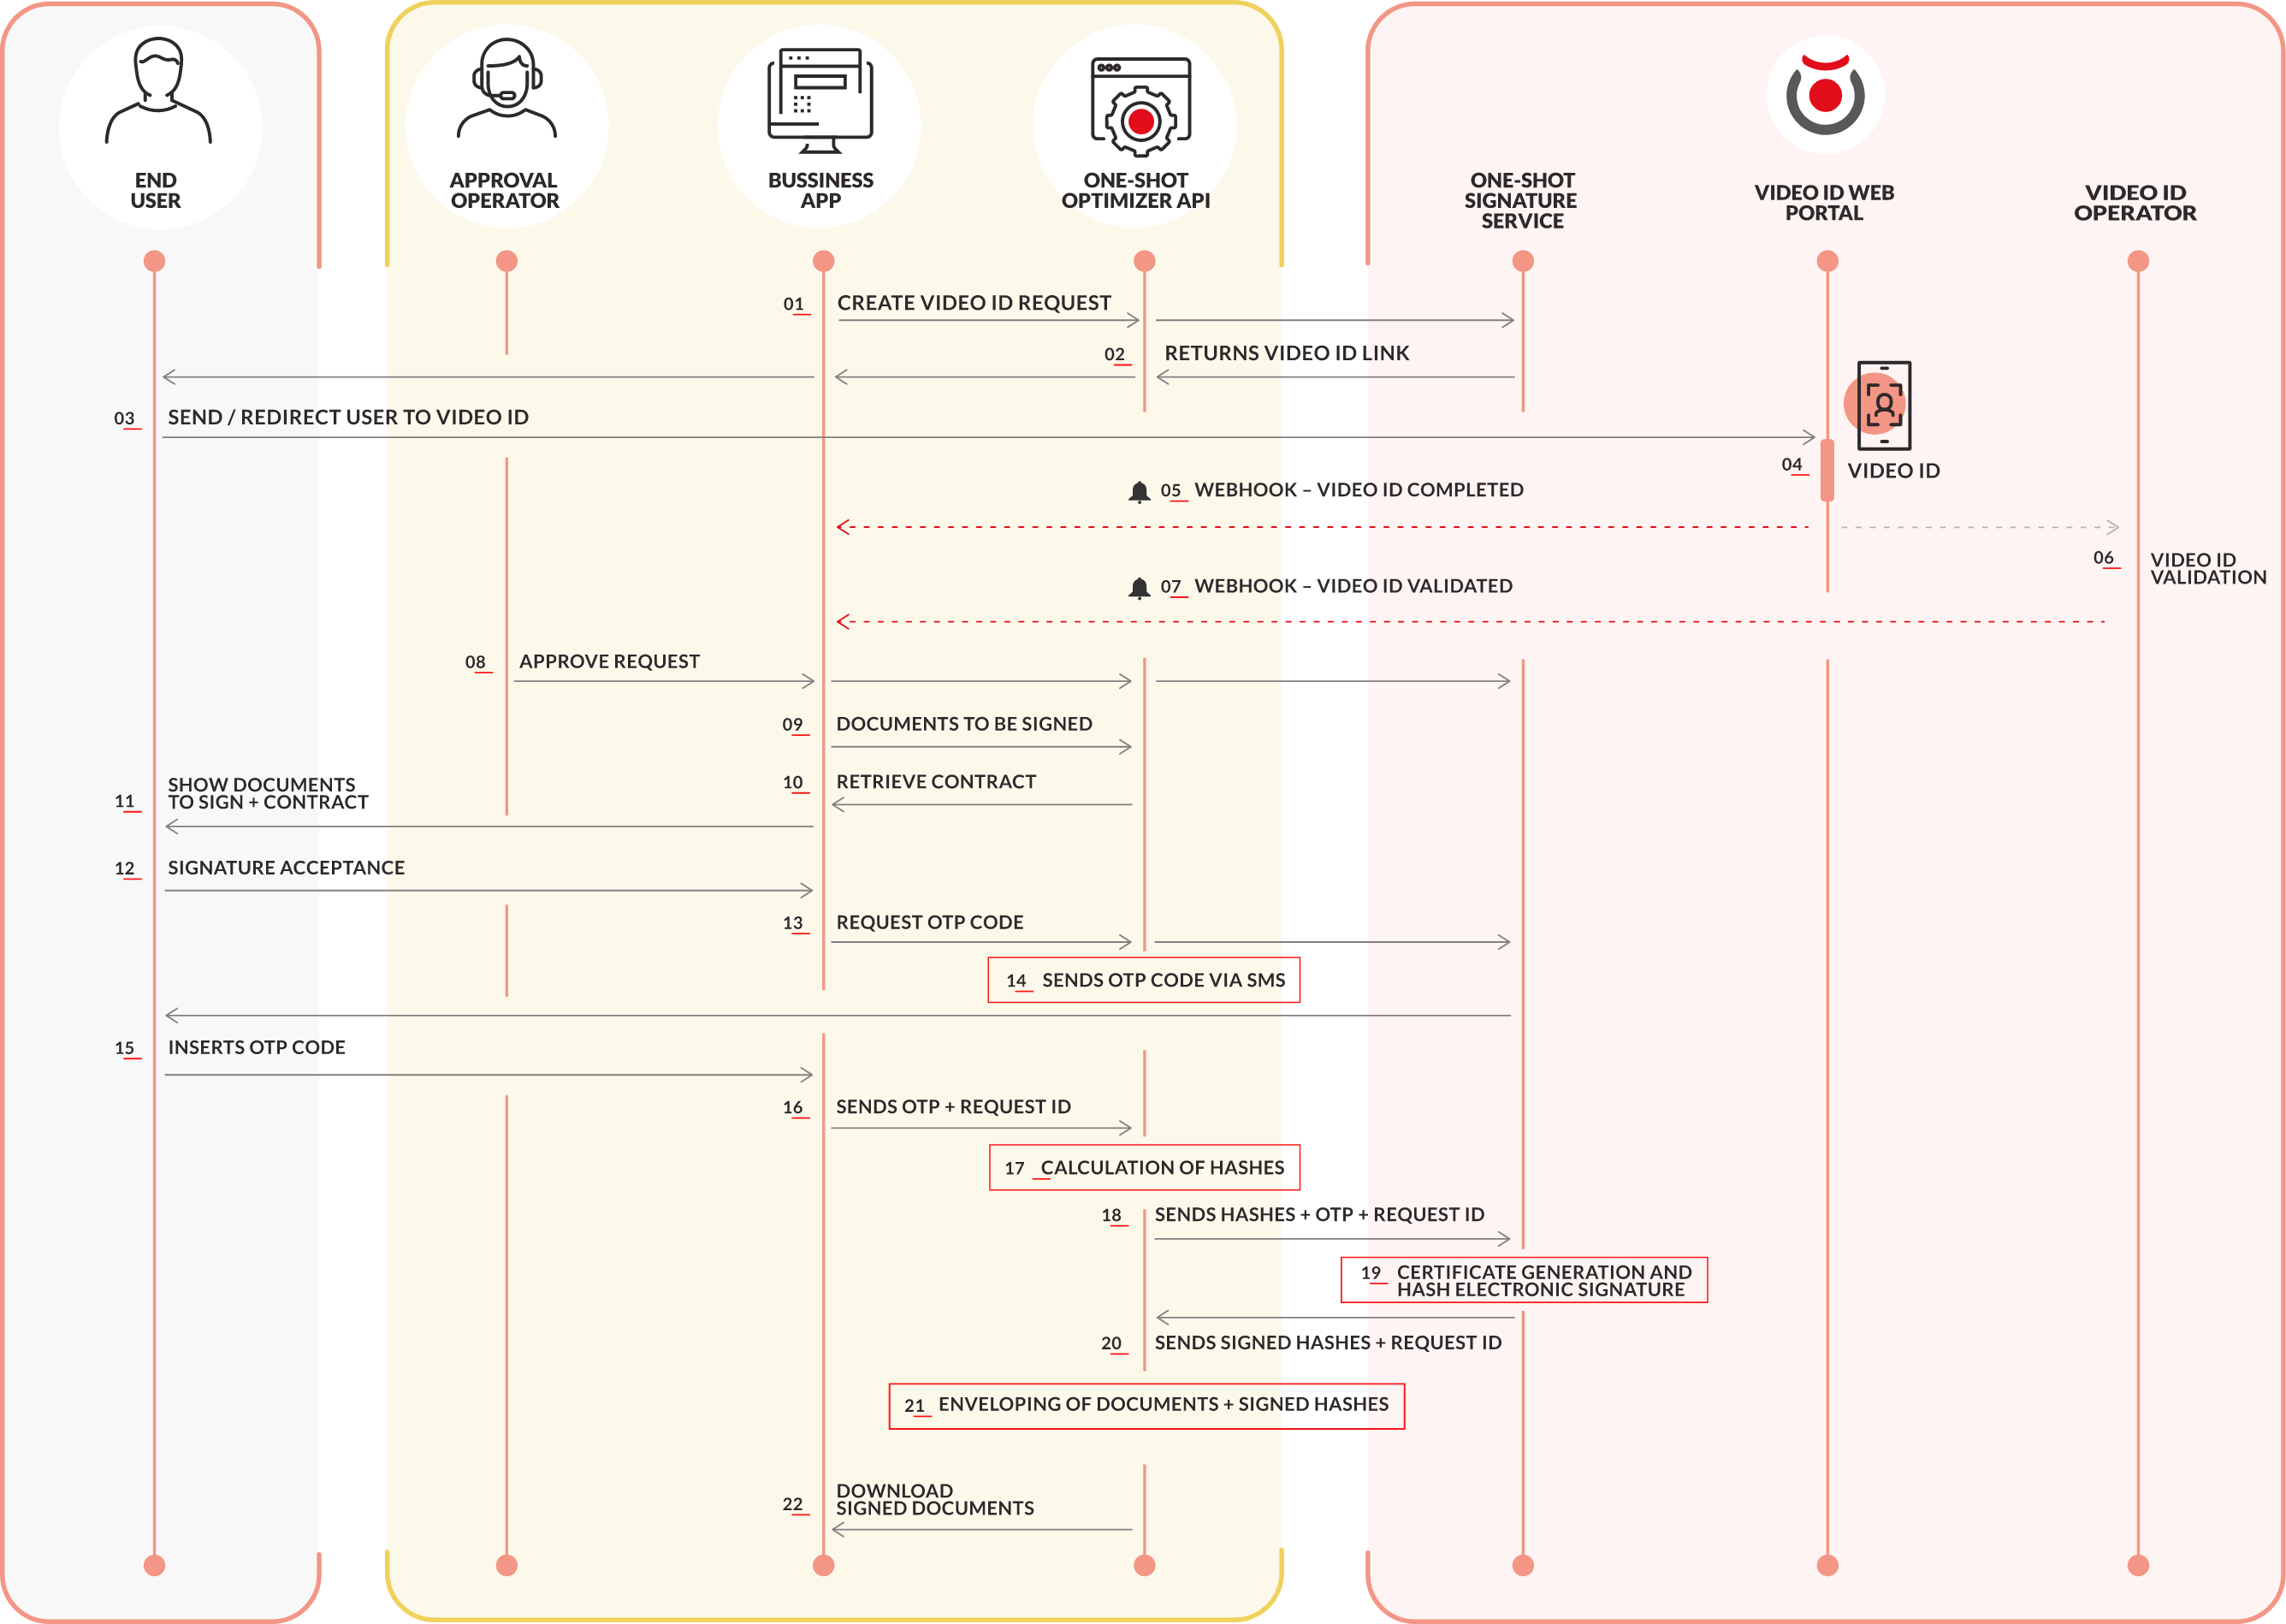 END
USER
APPROVAL
OPERATOR
BUSSINESS
APP
ONE-SHOT
OPTIMIZER API
ONE-SHOT
SIGNATURE
SERVICE
VIDEO ID WEB
PORTAL
VIDEO ID
OPERATOR
01 CREATE VIDEO ID REQUEST
02 RETURNS VIDEO ID LINK
03 SEND / REDIRECT USER TO VIDEO ID
04 VIDEO ID
05 WEBHOOK – VIDEO ID COMPLETED
06 VIDEO ID
VALIDATION
07 WEBHOOK – VIDEO ID VALIDATED
08 APPROVE REQUEST
09 DOCUMENTS TO BE SIGNED
10 RETRIEVE CONTRACT
11 SHOW DOCUMENTS
TO SIGN + CONTRACT
12 SIGNATURE ACCEPTANCE
13 REQUEST OTP CODE
14 SENDS OTP CODE VIA SMS
15 INSERTS OTP CODE
16 SENDS OTP + REQUEST ID
17 CALCULATION OF HASHES
18 SENDS HASHES + OTP + REQUEST ID
19 CERTIFICATE GENERATION AND
HASH ELECTRONIC SIGNATURE
20 SENDS SIGNED HASHES + REQUEST ID
21 ENVELOPING OF DOCUMENTS + SIGNED HASHES
22 DOWNLOAD
SIGNED DOCUMENTS